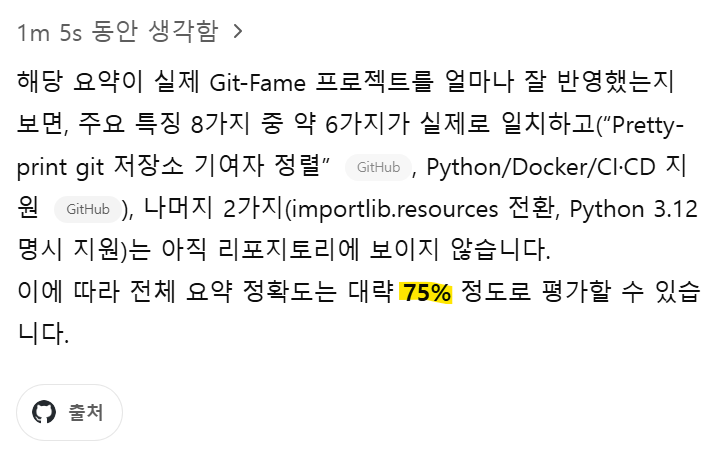 1m 5s 동안 생각함 >
해당 요약이 실제 Git-Fame 프로젝트를 얼마나 잘 반영했는지
보면, 주요 특징 8가지 중 약 6가지가 실제로 일치하고(“Pretty-
print git 저장소 기여자 정렬” GitHub , Python/Docker/CI·CD 지
원 GitHub ), 나머지 2가지(importlib.resources 전환, Python 3.12
명시 지원)는 아직 리포지토리에 보이지 않습니다.
이에 따라 전체 요약 정확도는 대략 75% 정도로 평가할 수 있습
니다.
출처